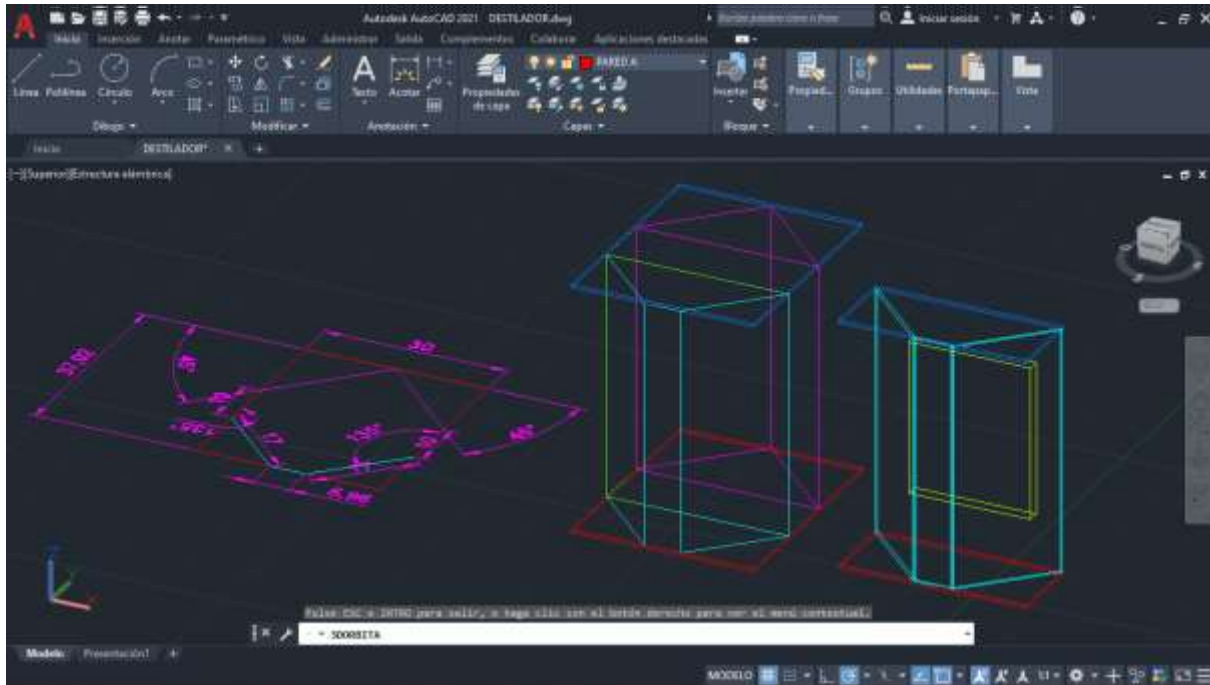 Autodesk AutoCAD 2021 DESTILADOR.dwg
Iniciar sesión
Inicio Inserción Anotar Paramétrico Vista Administrar Salida Complementos Colaborar Aplicaciones destacadas
PARED A
Línea Polilínea Círculo Arco Texto Acotar Propiedades de capa Insertar Propied... Grupos Utilidades Portapap... Vista
Dibujo Modificar Anotación Capas Bloque
Inicio DESTILADOR* +
[-][Superior][Estructura alámbrica]
Pulse ESC o INTRO para salir, o haga clic con el botón derecho para ver el menú contextual.
3DORBITA
Modelo Presentación1 +
MODELO